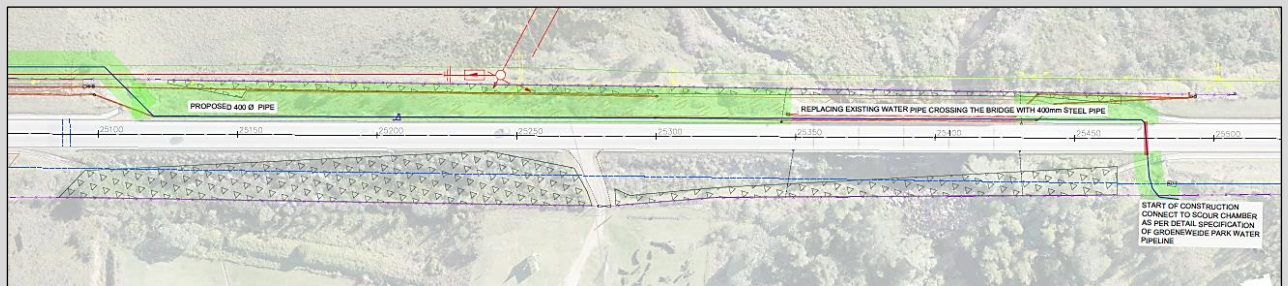 PROPOSED 400 Ø PIPE
REPLACING EXISTING WATER PIPE CROSSING THE BRIDGE WITH 400mm STEEL PIPE
25100
25150
25200
25250
25300
25350
25400
25450
25500
START OF CONSTRUCTION
CONNECT TO SCOUR CHAMBER
AS PER DETAIL SPECIFICATION
OF GROENEWEIDE PARK WATER
PIPELINE